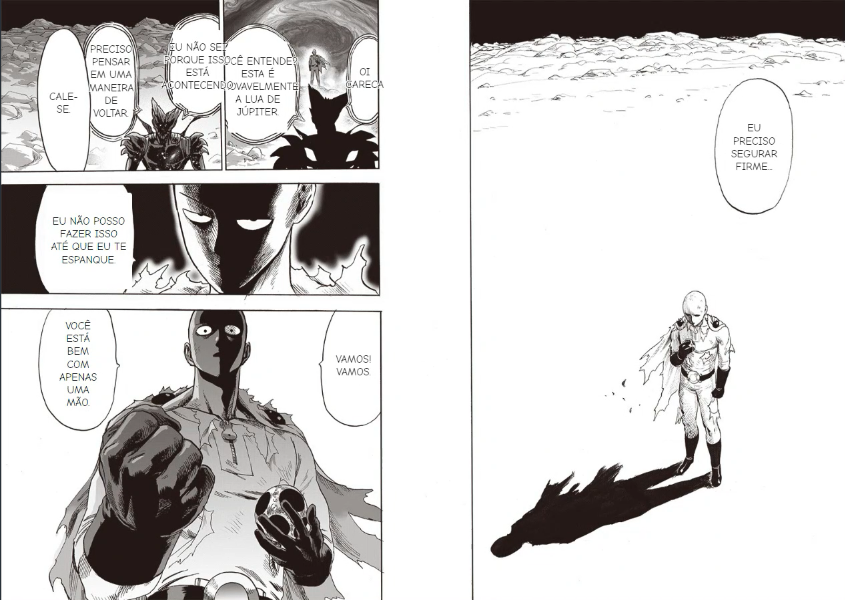 EU
PRECISO
SEGURAR
FIRME..
OI
CARECA
CÊ ENTENDE?
ESTA É
OVAVELMENTE
A LUA DE
JÚPITER
EU NÃO SEI
PORQUE ISSO
ESTÁ
ACONTECENDO
PRECISO
PENSAR
EM UMA
MANEIRA
DE
VOLTAR.
CALE-
SE.
EU NÃO POSSO
FAZER ISSO
ATÉ QUE EU TE
ESPANQUE
VAMOS!
VAMOS.
VOCÊ
ESTÁ
BEM
COM
APENAS
UMA
MÃO.